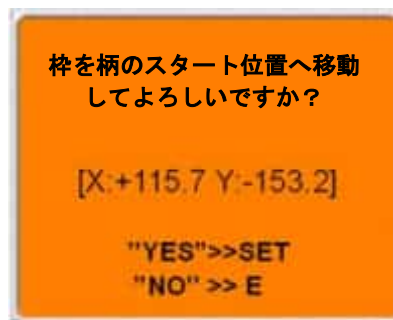 枠を柄のスタート位置へ移動
してよろしいですか？
[X:+115.7 Y:-153.2]
"YES">>SET
"NO" >> E